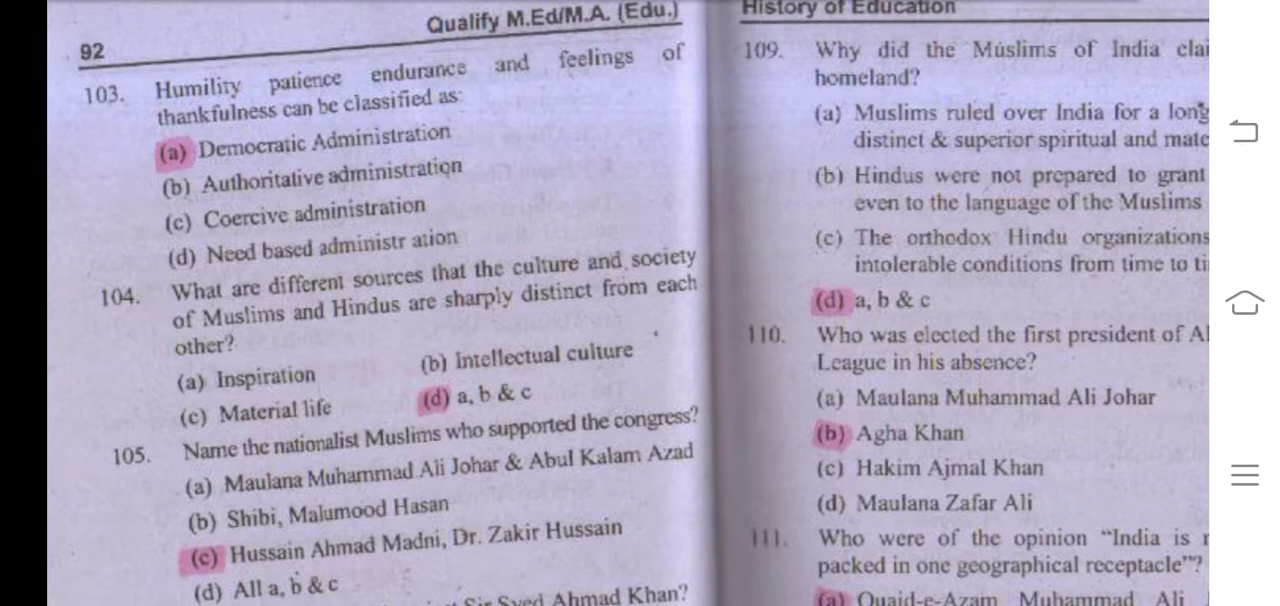 92
Qualify M.Ed/M.A. (Edu.)
103. Humility patience endurance and feelings of
thankfulness can be classified as:
(a) Democratic Administration
(b) Authoritative administration
(c) Coercive administration
(d) Need based administr ation
104. What are different sources that the culture and society
of Muslims and Hindus are sharply distinct from each
other?
(a) Inspiration (b) Intellectual culture
(c) Material life (d) a, b & c
105. Name the nationalist Muslims who supported the congress?
(a) Maulana Muhammad Ali Johar & Abul Kalam Azad
(b) Shibi, Malumood Hasan
(c) Hussain Ahmad Madni, Dr. Zakir Hussain
(d) All a, b & c
Sir Syed Ahmad Khan?
History of Education
109. Why did the Muslims of India clai
homeland?
(a) Muslims ruled over India for a long
distinct & superior spiritual and mate
(b) Hindus were not prepared to grant
even to the language of the Muslims
(c) The orthodox Hindu organizations
intolerable conditions from time to ti
(d) a, b & c
110. Who was elected the first president of Al
League in his absence?
(a) Maulana Muhammad Ali Johar
(b) Agha Khan
(c) Hakim Ajmal Khan
(d) Maulana Zafar Ali
111. Who were of the opinion “India is
packed in one geographical receptacle”?
(a) Quaid-e-Azam Muhammad Ali